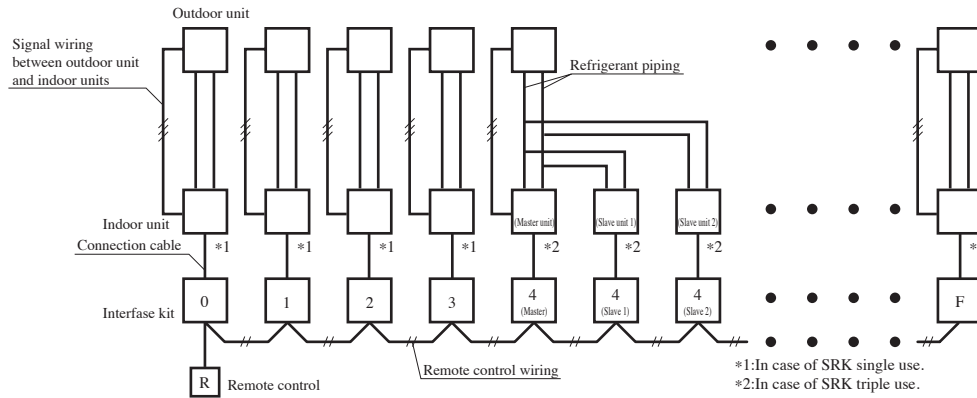 Outdoor unit
Signal wiring
between outdoor unit
and indoor units
Refrigerant piping
Indoor unit
(Master unit)
(Slave unit 1)
(Slave unit 2)
Connection cable
*1
*1
*1
*1
*2
*2
*2
*
Interfase kit
0
1
2
3
4
(Master)
4
(Slave 1)
4
(Slave 2)
F
R
Remote control
Remote control wiring
*1:In case of SRK single use.
*2:In case of SRK triple use.